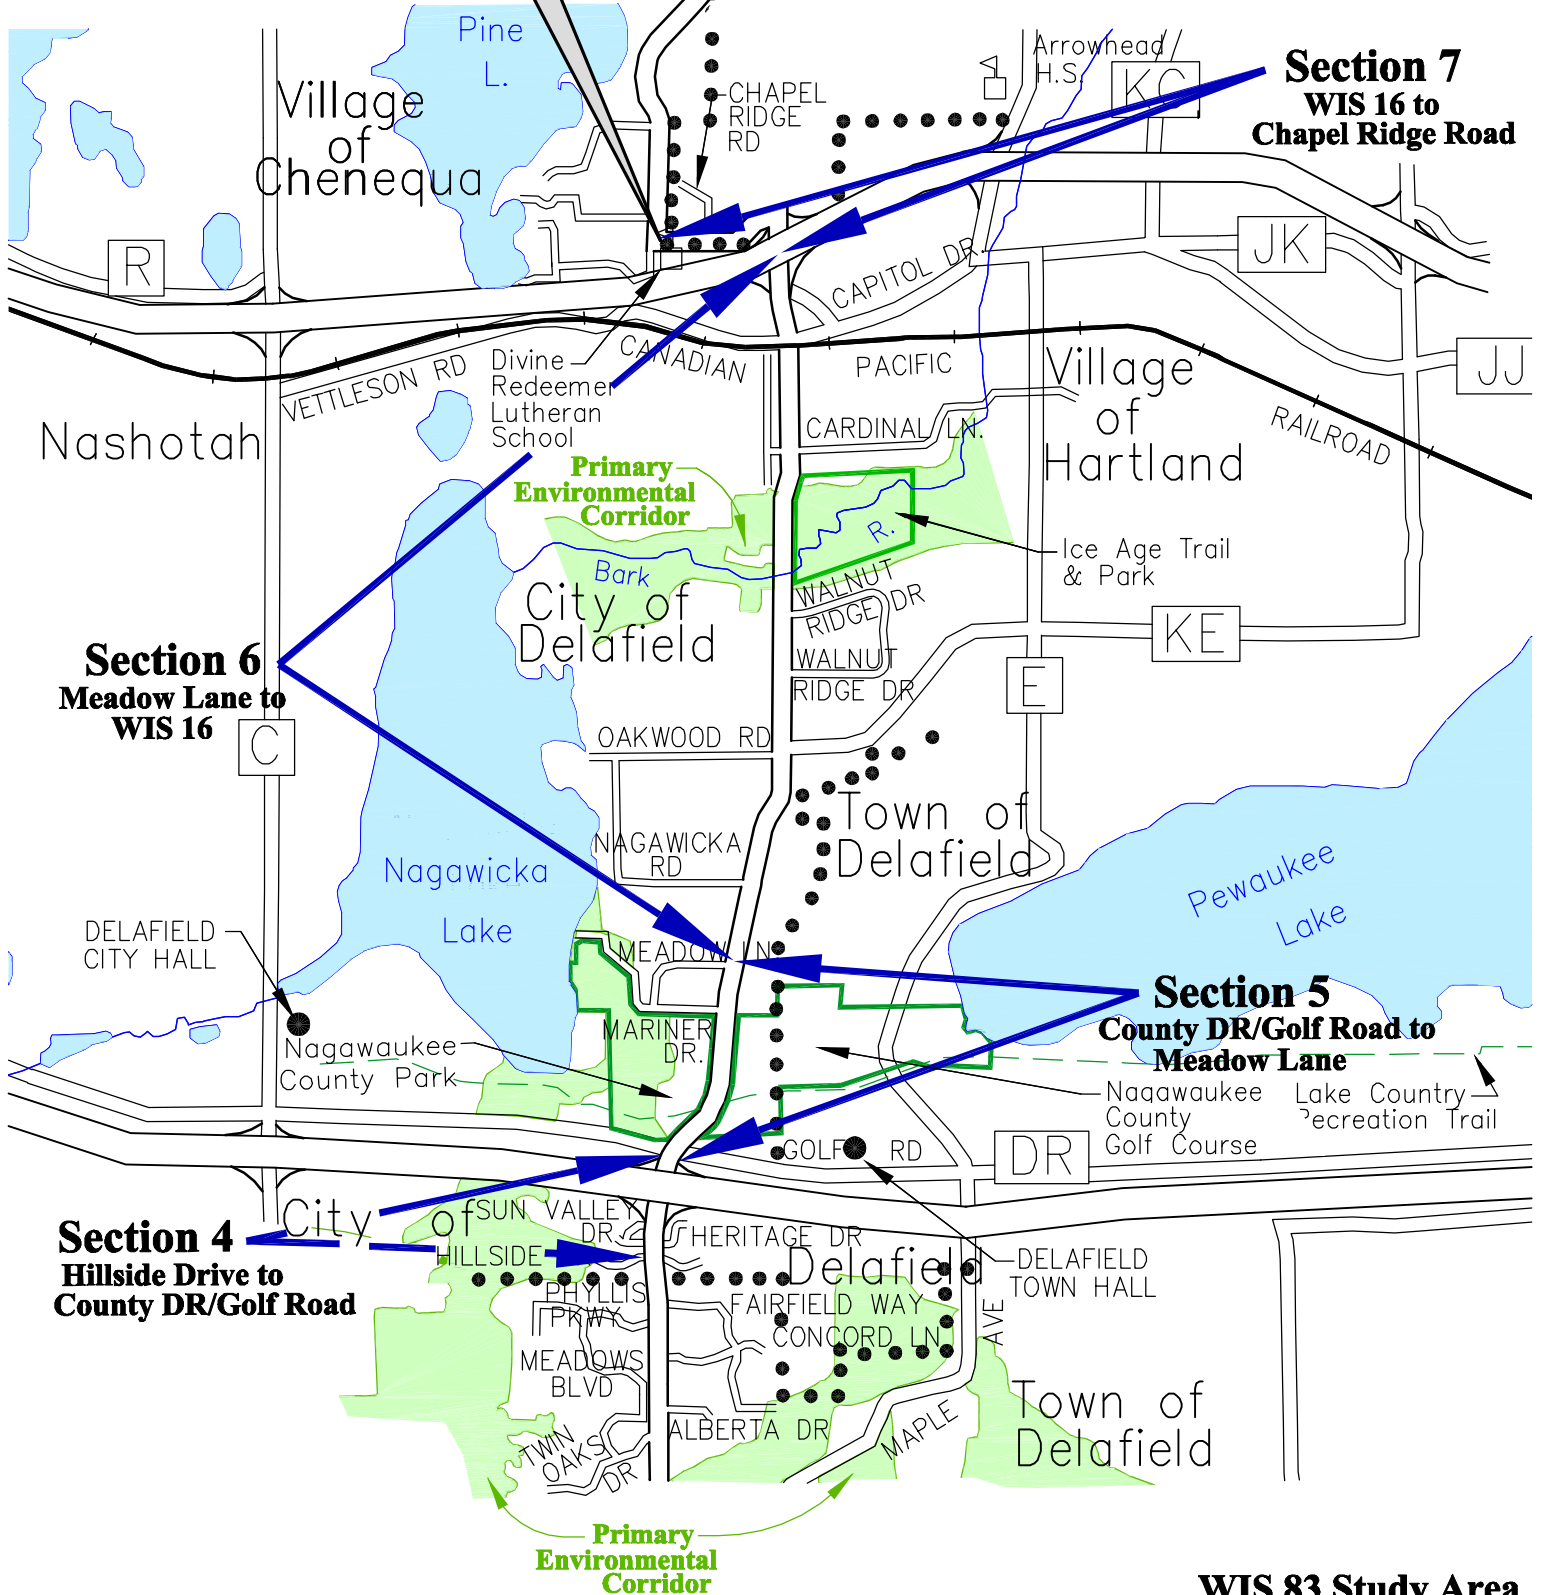 Pine
L.
Arrowhead
H.S.
Section 7
WIS 16 to
Chapel Ridge Road
Village
of
Chenequa
CHAPEL
RIDGE
RD
R
JK
CAPITOL DR.
Divine
Redeemer
Lutheran
School
CANADIAN
PACIFIC
RAILROAD
VETTLESON RD
Village
of
Hartland
JJ
Nashotah
CARDINAL LN.
Primary
Environmental
Corridor
Bark
R.
Ice Age Trail
& Park
City of
Delafield
WALNUT
RIDGE DR
WALNUT
RIDGE DR
KE
E
Section 6
Meadow Lane to
WIS 16
C
OAKWOOD RD
Town of
Delafield
NAGAWICKA
RD
Nagawicka
Lake
Pewaukee
Lake
DELAFIELD
CITY HALL
MEADOW LN
Section 5
County DR/Golf Road to
Meadow Lane
MARINER
DR.
Nagawaukee
County Park
Nagawaukee
County
Golf Course
Lake Country
Recreation Trail
GOLF RD
DR
City of
Delafield
SUN VALLEY
DR.
HERITAGE DR
Section 4
Hillside Drive to
County DR/Golf Road
HILLSIDE
DELAFIELD
TOWN HALL
PHYLLIS
PKWY
FAIRFIELD WAY
CONCORD LN
AVE
MAPLE
MEADOWS
BLVD
ALBERTA DR
TWIN
OAKS
DR
Town of
Delafield
Primary
Environmental
Corridor
WIS 83 Study Area